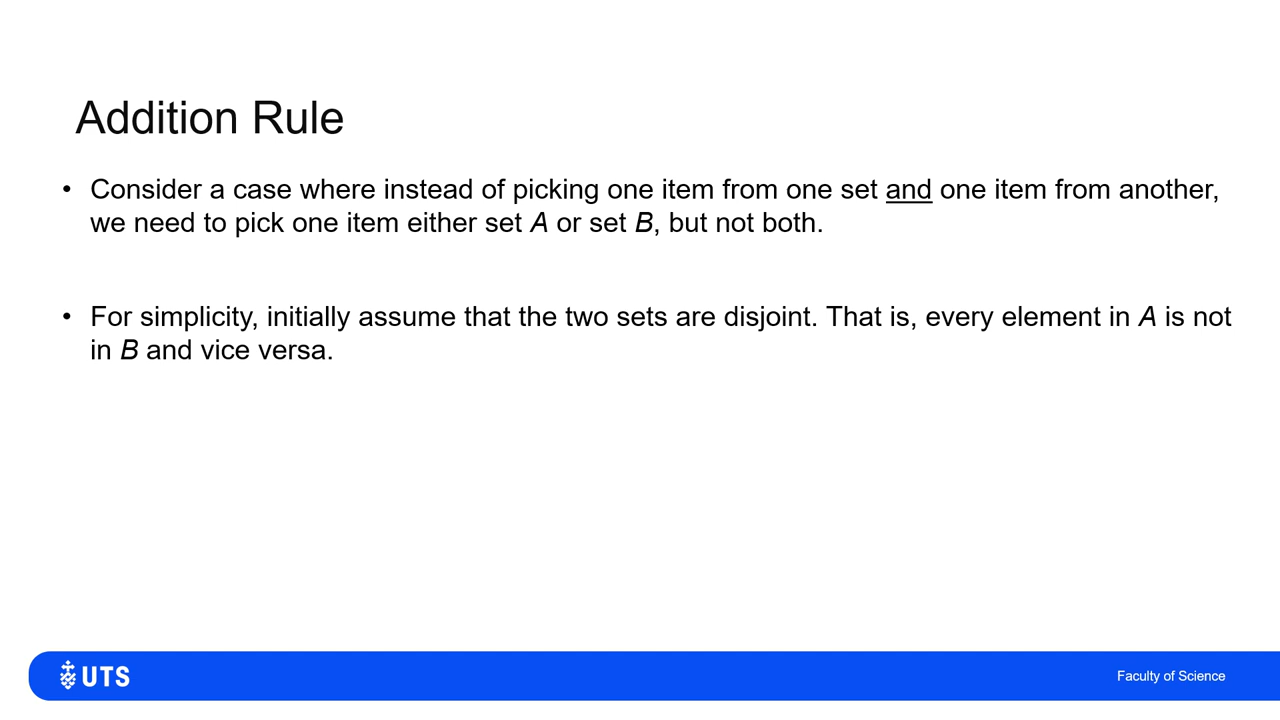 Addition Rule
• Consider a case where instead of picking one item from one set and one item from another,
we need to pick one item either set A or set B, but not both.
• For simplicity, initially assume that the two sets are disjoint. That is, every element in A is not
in B and vice versa.
UTS
Faculty of Science